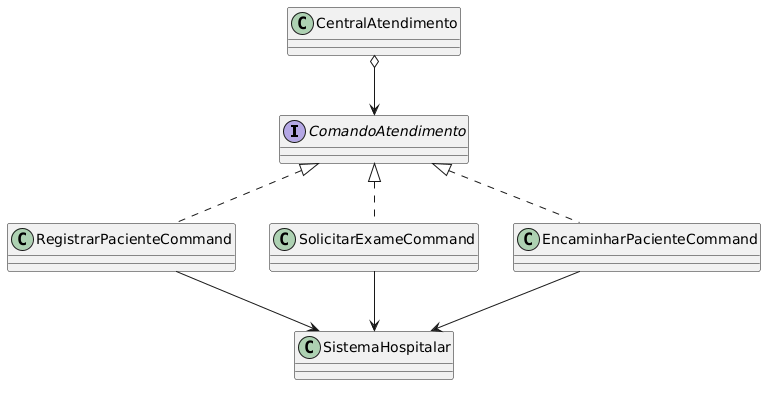 C CentralAtendimento
I ComandoAtendimento
C RegistrarPacienteCommand
C SolicitarExameCommand
C EncaminharPacienteCommand
C SistemaHospitalar